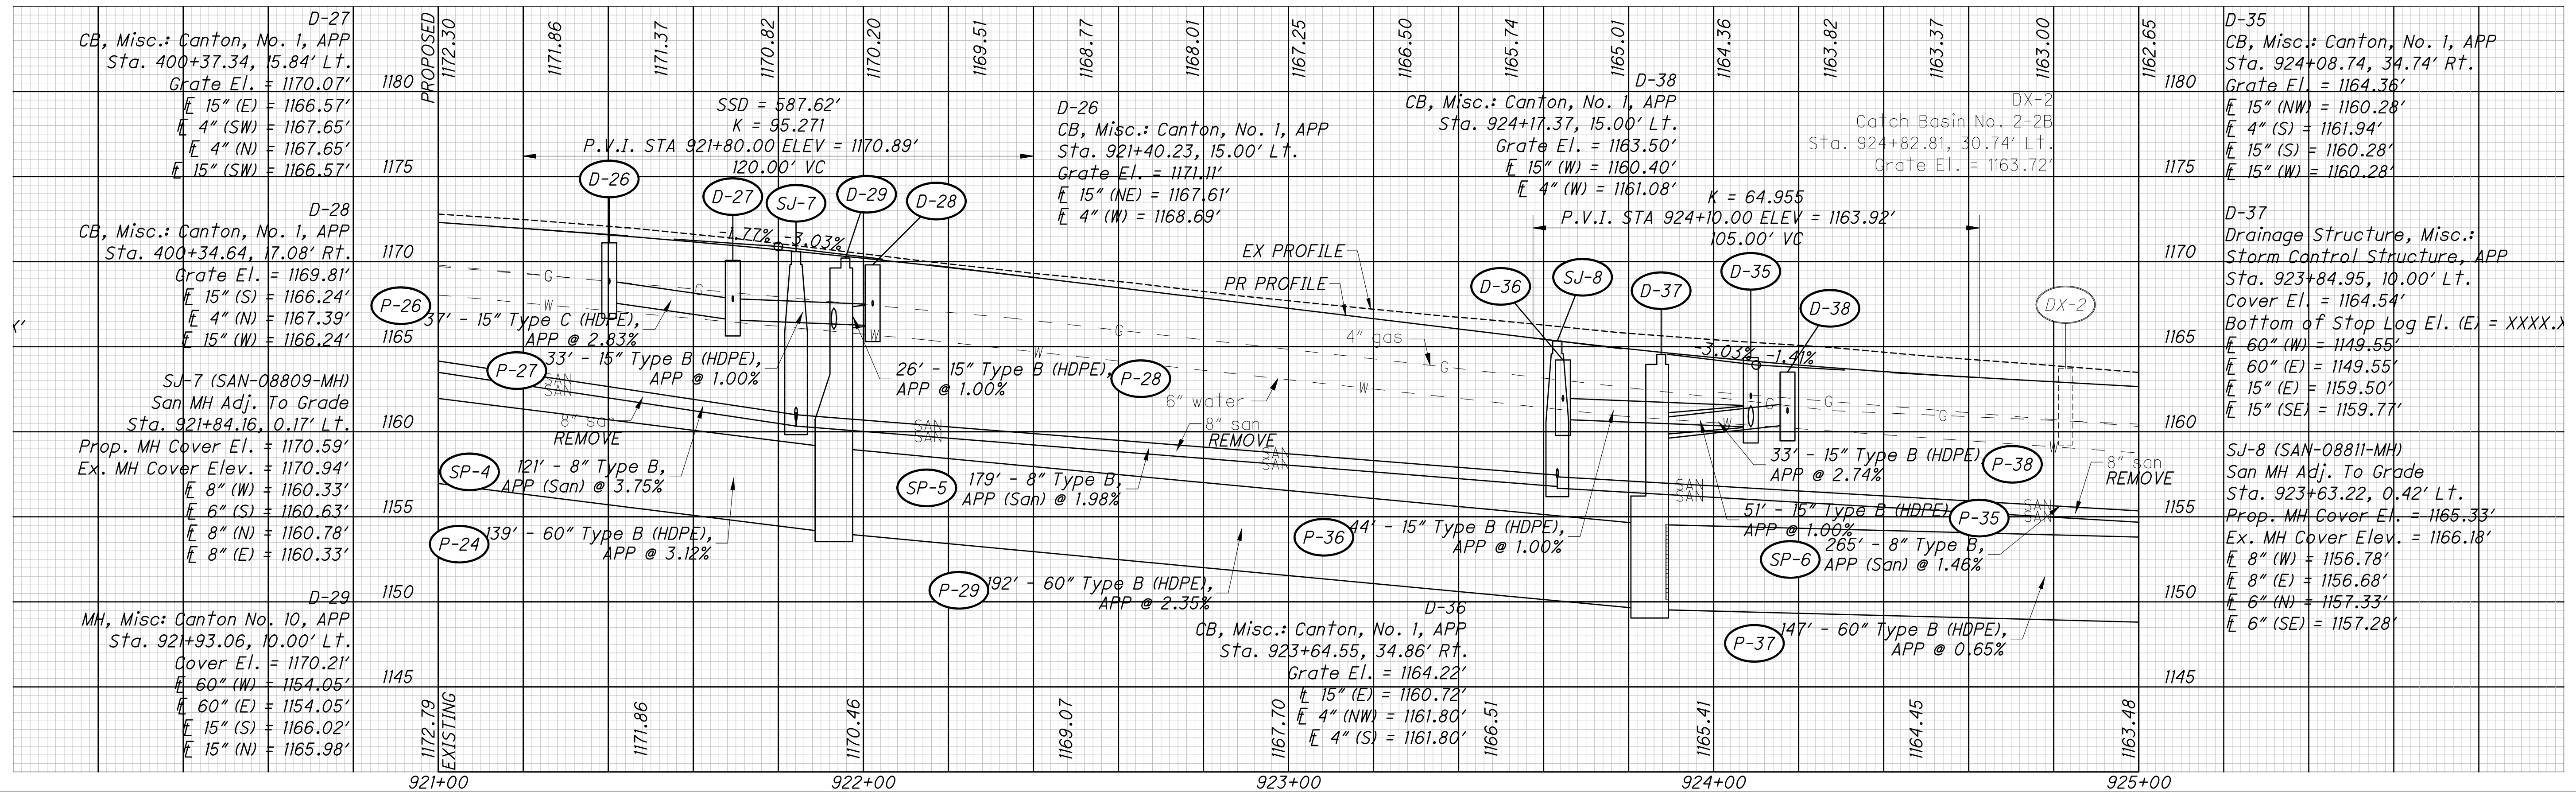 D-27
CB, Misc.: Canton, No. 1, APP
Sta. 400+37.34, 15.84' Lt.
Grate El. = 1170.07'
℄ 15" (E) = 1166.57'
℄ 4" (SW) = 1167.65'
℄ 4" (N) = 1167.65'
℄ 15" (SW) = 1166.57'
D-28
CB, Misc.: Canton, No. 1, APP
Sta. 400+34.64, 17.08' Rt.
Grate El. = 1169.81'
℄ 15" (S) = 1166.24'
℄ 4" (N) = 1167.39'
℄ 15" (W) = 1166.24'
X'
SJ-7 (SAN-08809-MH)
San MH Adj. To Grade
Sta. 921+84.16, 0.17' Lt.
Prop. MH Cover El. = 1170.59'
Ex. MH Cover Elev. = 1170.94'
℄ 8" (W) = 1160.33'
℄ 6" (S) = 1160.63'
℄ 8" (N) = 1160.78'
℄ 8" (E) = 1160.33'
D-29
MH, Misc: Canton No. 10, APP
Sta. 921+93.06, 10.00' Lt.
Cover El. = 1170.21'
℄ 60" (W) = 1154.05'
℄ 60" (E) = 1154.05'
℄ 15" (S) = 1166.02'
℄ 15" (N) = 1165.98'
1180
1175
1170
1165
1160
1155
1150
1145
PROPOSED
1172.30
1171.86
1171.37
1170.82
1170.20
1169.51
1168.77
1168.01
1167.25
1166.50
1165.74
1165.01
1164.36
1163.82
1163.37
1163.00
1162.65
SSD = 587.62'
K = 95.271
P.V.I. STA 921+80.00 ELEV = 1170.89'
120.00' VC
D-26
D-27
SJ-7
D-29
D-28
-1.77%
-3.03%
D-26
CB, Misc.: Canton, No. 1, APP
Sta. 921+40.23, 15.00' Lt.
Grate El. = 1171.11'
℄ 15" (NE) = 1167.61'
℄ 4" (W) = 1168.69'
D-38
CB, Misc.: Canton, No. 1, APP
Sta. 924+17.37, 15.00' Lt.
Grate El. = 1163.50'
℄ 15" (W) = 1160.40'
℄ 4" (W) = 1161.08'
DX-2
Catch Basin No. 2-2B
Sta. 924+82.81, 30.74' Lt.
Grate El. = 1163.72'
K = 64.955
P.V.I. STA 924+10.00 ELEV = 1163.92'
105.00' VC
EX PROFILE
PR PROFILE
D-36
SJ-8
D-37
D-35
D-38
DX-2
-3.03%
-1.41%
G
G
G
G
G
G
G
W
W
W
W
W
W
4" gas
6" water
P-26
37' - 15" Type C (HDPE),
APP @ 2.83%
P-27
33' - 15" Type B (HDPE),
APP @ 1.00%
26' - 15" Type B (HDPE),
APP @ 1.00%
P-28
SAN
SAN
SAN
SAN
SAN
SAN
SAN
SAN
SAN
SAN
8" san
REMOVE
8" san
REMOVE
8" san
REMOVE
SP-4
121' - 8" Type B,
APP (San) @ 3.75%
SP-5
179' - 8" Type B,
APP (San) @ 1.98%
P-24
139' - 60" Type B (HDPE),
APP @ 3.12%
P-29
192' - 60" Type B (HDPE),
APP @ 2.35%
P-36
44' - 15" Type B (HDPE),
APP @ 1.00%
33' - 15" Type B (HDPE),
APP @ 2.74%
P-38
51' - 15" Type B (HDPE),
APP @ 1.00%
P-35
SP-6
265' - 8" Type B,
APP (San) @ 1.46%
P-37
147' - 60" Type B (HDPE),
APP @ 0.65%
D-36
CB, Misc.: Canton, No. 1, APP
Sta. 923+64.55, 34.86' Rt.
Grate El. = 1164.22'
℄ 15" (E) = 1160.72'
℄ 4" (NW) = 1161.80'
℄ 4" (S) = 1161.80'
1180
1175
1170
1165
1160
1155
1150
1145
D-35
CB, Misc.: Canton, No. 1, APP
Sta. 924+08.74, 34.74' Rt.
Grate El. = 1164.36'
℄ 15" (NW) = 1160.28'
℄ 4" (S) = 1161.94'
℄ 15" (S) = 1160.28'
℄ 15" (W) = 1160.28'
D-37
Drainage Structure, Misc.:
Storm Control Structure, APP
Sta. 923+84.95, 10.00' Lt.
Cover El. = 1164.54'
Bottom of Stop Log El. (E) = XXXX.X
℄ 60" (W) = 1149.55'
℄ 60" (E) = 1149.55'
℄ 15" (E) = 1159.50'
℄ 15" (SE) = 1159.77'
SJ-8 (SAN-08811-MH)
San MH Adj. To Grade
Sta. 923+63.22, 0.42' Lt.
Prop. MH Cover El. = 1165.33'
Ex. MH Cover Elev. = 1166.18'
℄ 8" (W) = 1156.78'
℄ 8" (E) = 1156.68'
℄ 6" (N) = 1157.33'
℄ 6" (SE) = 1157.28'
1172.79
EXISTING
1171.86
1170.46
1169.07
1167.70
1166.51
1165.41
1164.45
1163.48
921+00
922+00
923+00
924+00
925+00